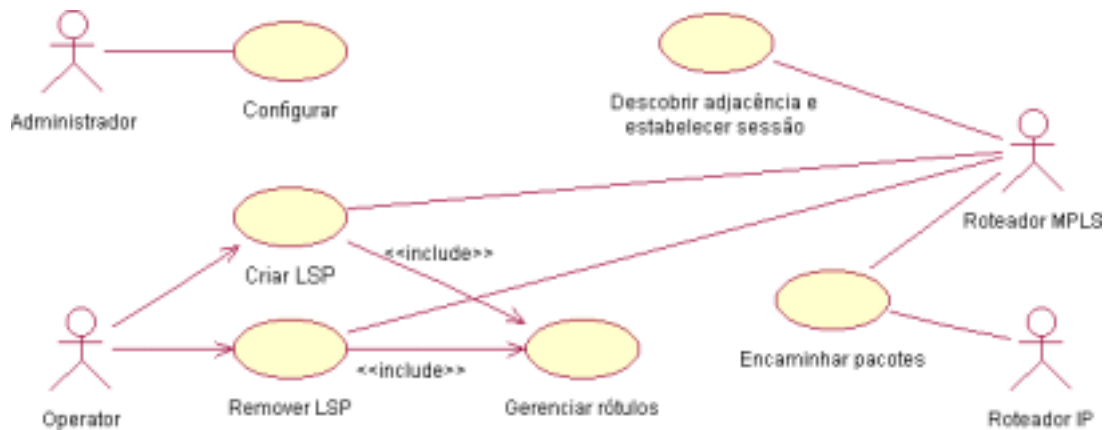 Administrador
Configurar
Descobrir adjacência e
estabelecer sessão
Roteador MPLS
Criar LSP
<<include>>
Encaminhar pacotes
Operator
Remover LSP
<<include>>
Gerenciar rótulos
Roteador IP